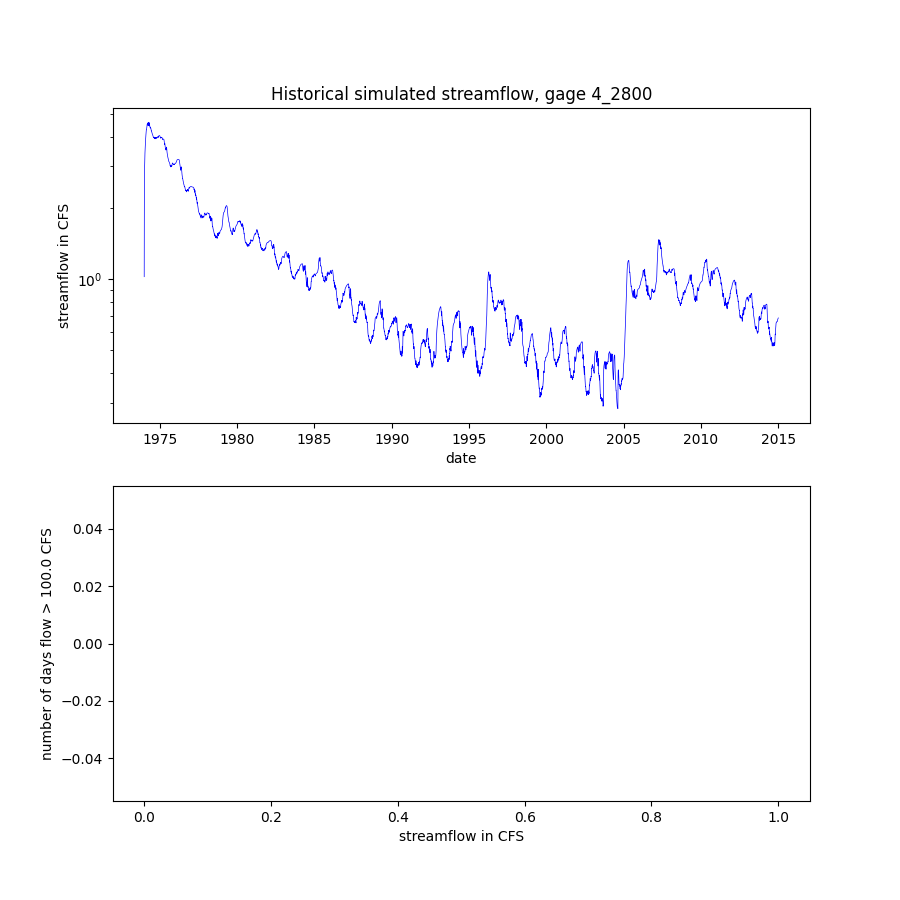 Historical simulated streamflow, gage 4_2800
streamflow in CFS
10⁰
1975 1980 1985 1990 1995 2000 2005 2010 2015
date
number of days flow > 100.0 CFS
0.04
0.02
0.00
−0.02
−0.04
0.0 0.2 0.4 0.6 0.8 1.0
streamflow in CFS